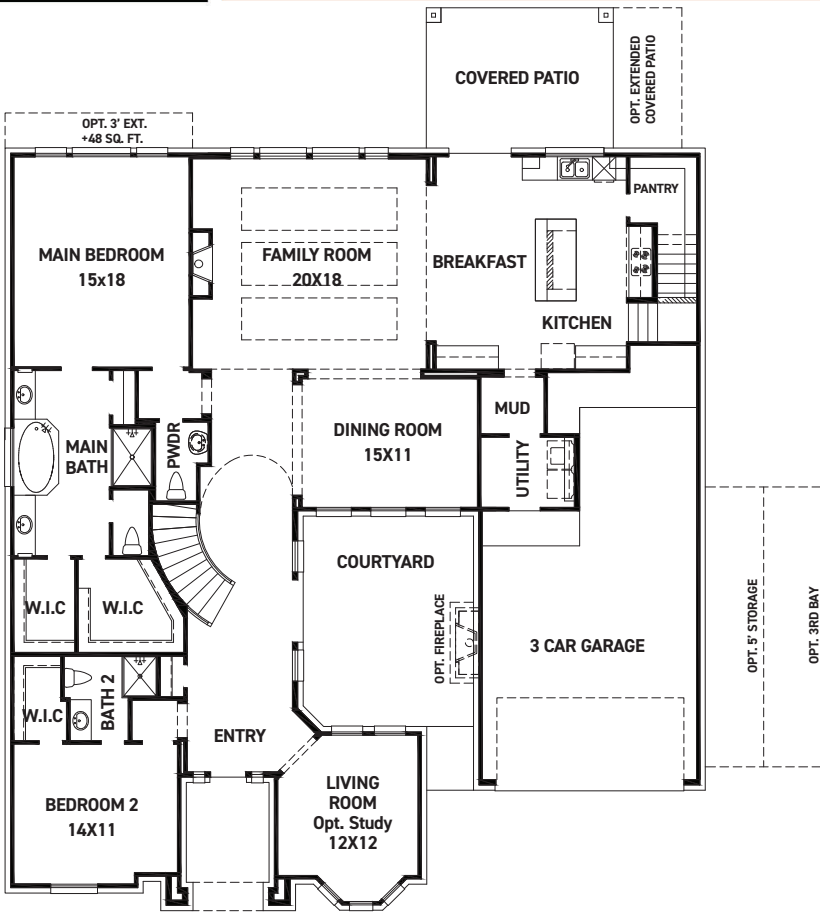 COVERED PATIO
OPT. EXTENDED
COVERED PATIO
OPT. 3' EXT.
+48 SQ. FT.
PANTRY
MAIN BEDROOM
15x18
FAMILY ROOM
20X18
BREAKFAST
KITCHEN
MUD
DINING ROOM
15X11
PWDR
MAIN
BATH
UTILITY
COURTYARD
W.I.C
W.I.C
OPT. FIREPLACE
3 CAR GARAGE
OPT. 5' STORAGE
OPT. 3RD BAY
W.I.C
BATH 2
ENTRY
BEDROOM 2
14X11
LIVING
ROOM
Opt. Study
12X12